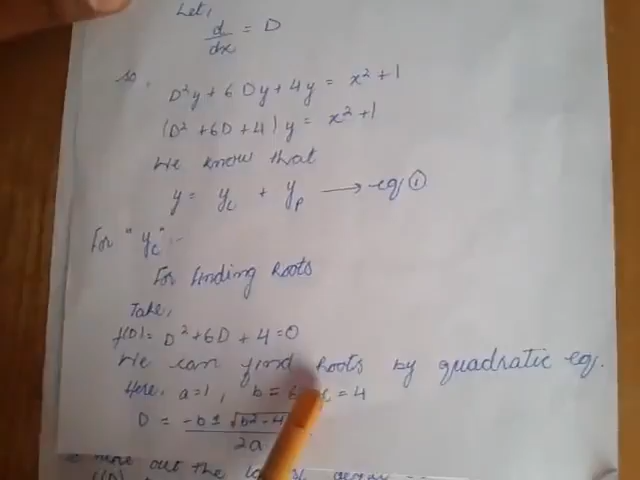 Let,
d/dx = D
so,
D²y + 6Dy + 4y = x² + 1
(D² + 6D + 4) y = x² + 1
We know that
y = yc + yp → eq ①
For "yc" :-
For finding Roots
Take,
f(D) = D² + 6D + 4 = 0
We can find Roots by quadratic eq.
Here, a = 1, b = 6 c = 4
D = -b ± √b² - 4
2a
out the